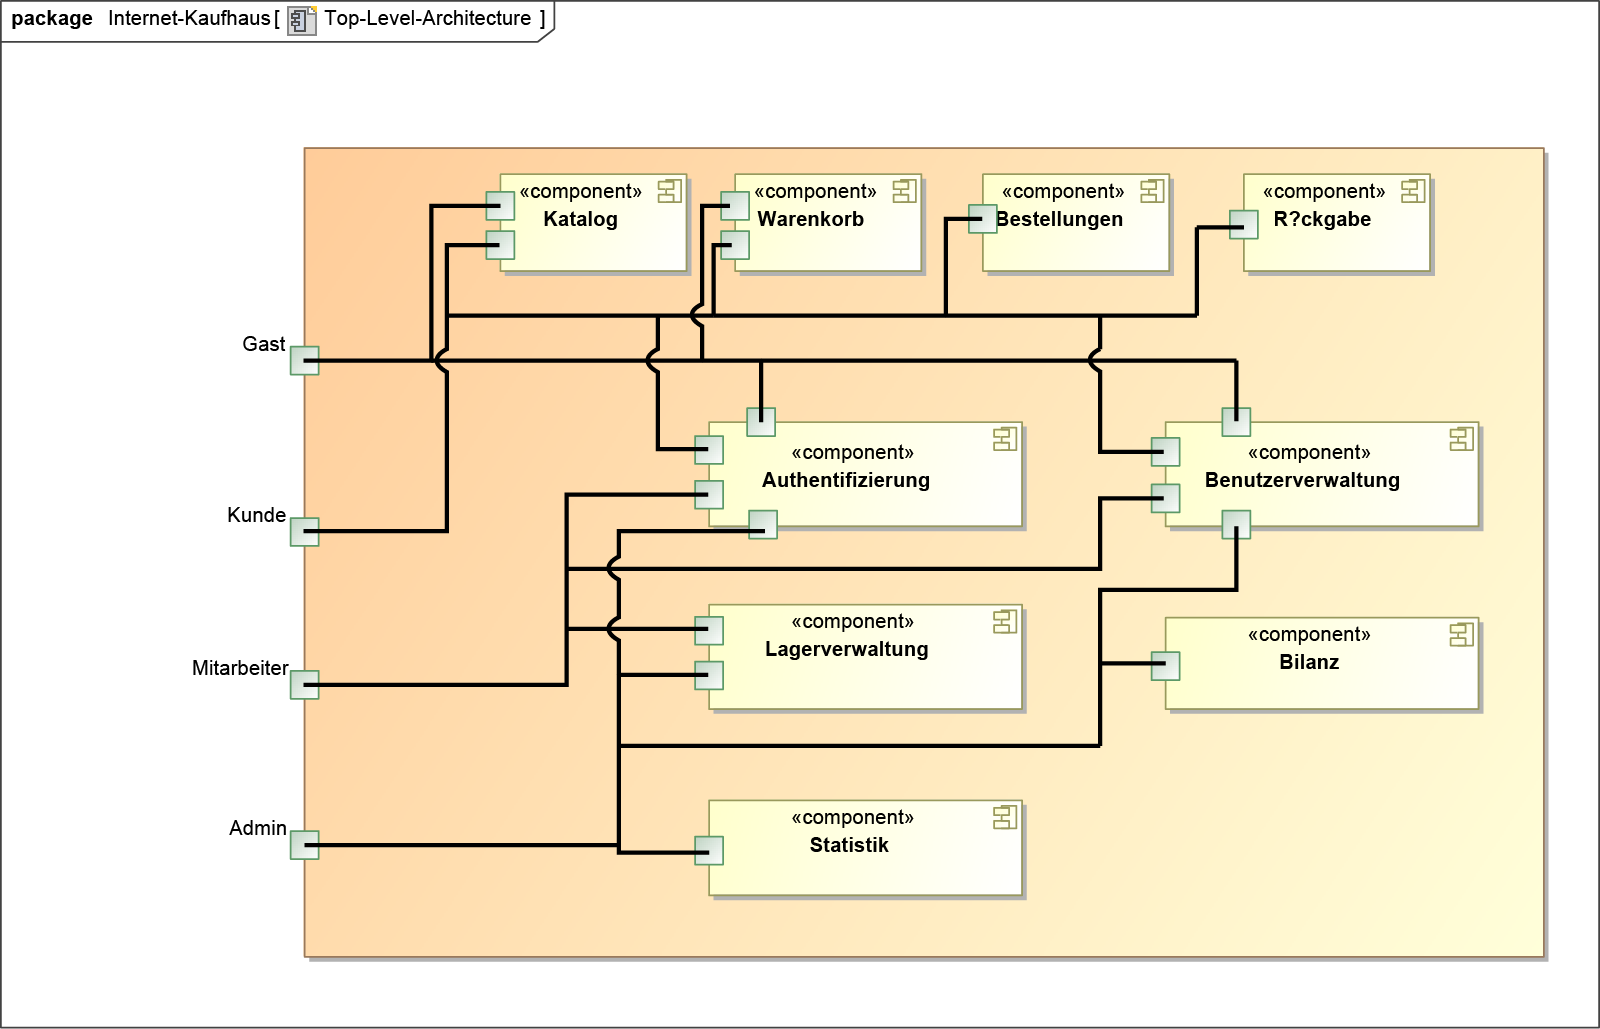 package Internet-Kaufhaus[ Top-Level-Architecture ]
«component» «component» «component» «component»
Katalog Warenkorb Bestellungen R?ckgabe
Gast
«component» «component»
Authentifizierung Benutzerverwaltung
Kunde
«component» «component»
Lagerverwaltung Bilanz
Mitarbeiter
«component»
Admin
Statistik